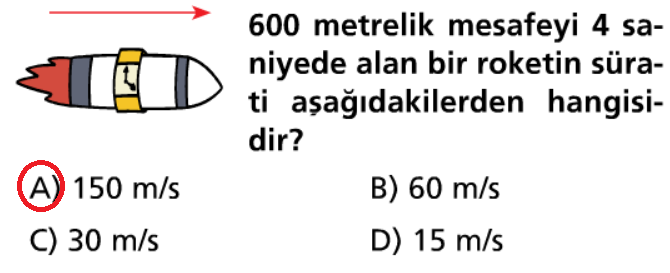 600 metrelik mesafeyi 4 sa-
niyede alan bir roketin süra-
ti aşağıdakilerden hangisi-
dir?
A) 150 m/s
B) 60 m/s
C) 30 m/s
D) 15 m/s